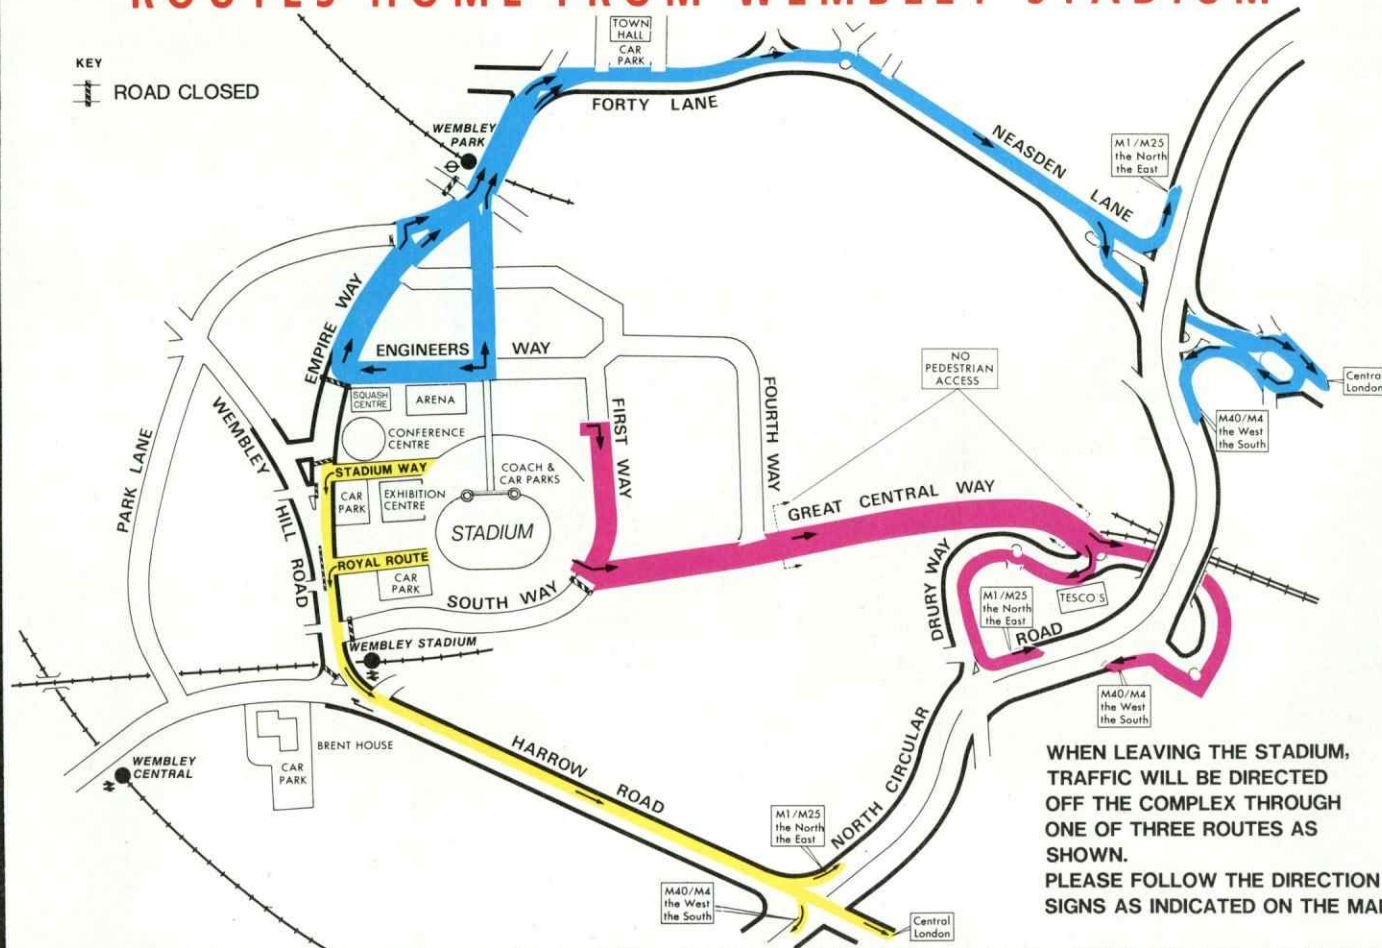 ROUTES HOME FROM WEMBLEY STADIUM
KEY
ROAD CLOSED
TOWN
HALL
CAR
PARK
FORTY LANE
WEMBLEY
PARK
NEASDEN LANE
M1/M25
the North
the East
EMPIRE WAY
ENGINEERS WAY
NO
PEDESTRIAN
ACCESS
Central
London
SQUASH
CENTRE
ARENA
CONFERENCE
CENTRE
FIRST WAY
FOURTH WAY
M40/M4
the West
the South
PARK LANE
WEMBLEY HILL ROAD
STADIUM WAY
CAR
PARK
EXHIBITION
CENTRE
COACH &
CAR PARKS
STADIUM
GREAT CENTRAL WAY
ROYAL ROUTE
CAR
PARK
SOUTH WAY
DRURY WAY
M1/M25
the North
the East
TESCO'S
WEMBLEY STADIUM
M40/M4
the West
the South
WEMBLEY
CENTRAL
BRENT HOUSE
CAR
PARK
HARROW ROAD
NORTH CIRCULAR ROAD
M1/M25
the North
the East
M40/M4
the West
the South
Central
London
WHEN LEAVING THE STADIUM,
TRAFFIC WILL BE DIRECTED
OFF THE COMPLEX THROUGH
ONE OF THREE ROUTES AS
SHOWN.
PLEASE FOLLOW THE DIRECTION
SIGNS AS INDICATED ON THE MAP